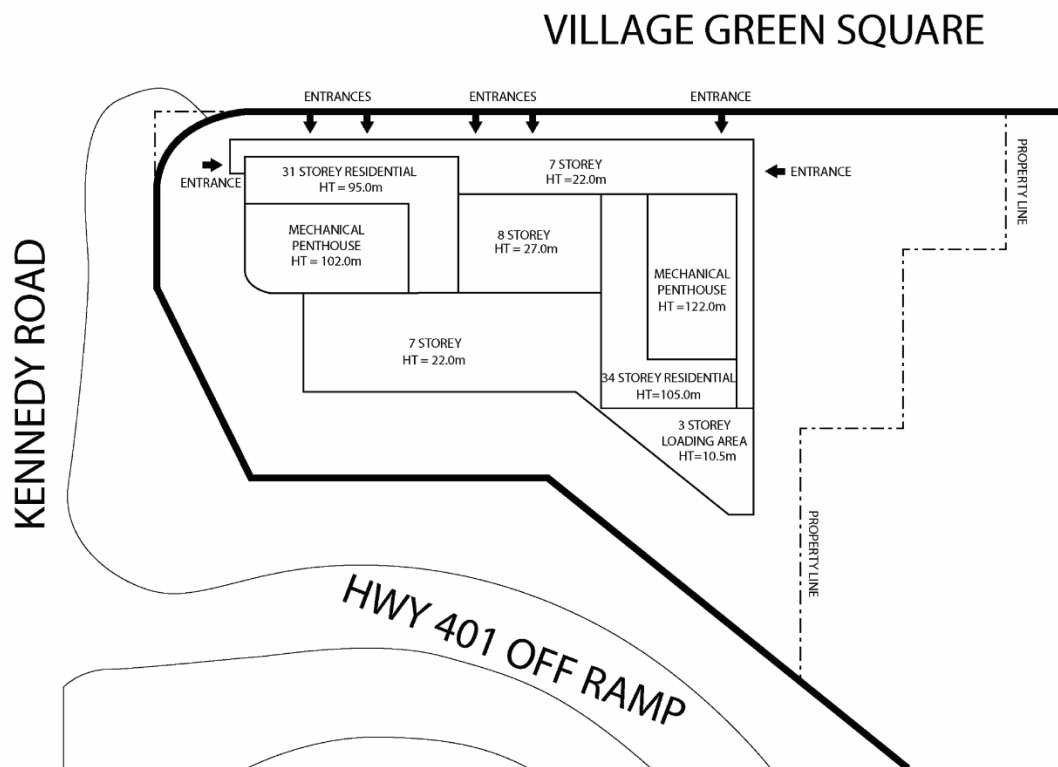 VILLAGE GREEN SQUARE
ENTRANCES
ENTRANCES
ENTRANCE
ENTRANCE
31 STOREY RESIDENTIAL
HT = 95.0m
7 STOREY
HT =22.0m
ENTRANCE
PROPERTY LINE
MECHANICAL
PENTHOUSE
HT = 102.0m
8 STOREY
HT = 27.0m
MECHANICAL
PENTHOUSE
HT =122.0m
KENNEDY ROAD
7 STOREY
HT = 22.0m
34 STOREY RESIDENTIAL
HT=105.0m
3 STOREY
LOADING AREA
HT=10.5m
PROPERTY LINE
HWY 401 OFF RAMP